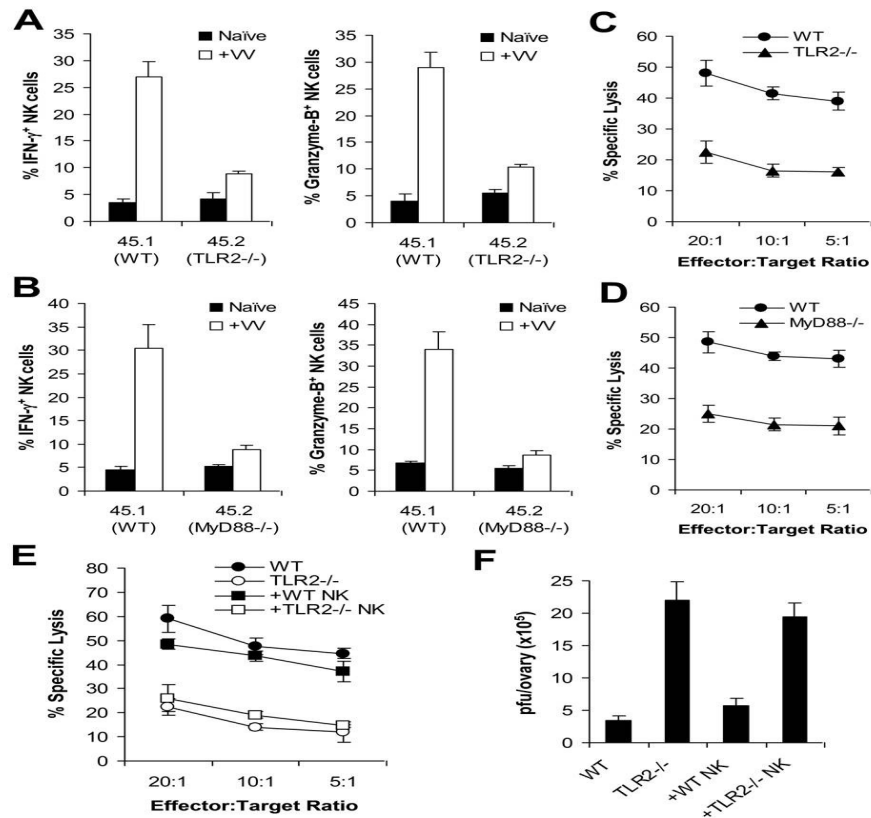 A
% IFN-γ⁺ NK cells
35
30
25
20
15
10
5
0
Naïve
+VV
45.1
(WT)
45.2
(TLR2-/-)
% Granzyme-B⁺ NK cells
35
30
25
20
15
10
5
0
Naïve
+VV
45.1
(WT)
45.2
(TLR2-/-)
C
WT
TLR2-/-
% Specific Lysis
60
50
40
30
20
10
0
20:1 10:1 5:1
Effector:Target Ratio
B
% IFN-γ⁺ NK cells
40
35
30
25
20
15
10
5
0
Naïve
+VV
45.1
(WT)
45.2
(MyD88-/-)
% Granzyme-B⁺ NK cells
45
40
35
30
25
20
15
10
5
0
Naïve
+VV
45.1
(WT)
45.2
(MyD88-/-)
D
WT
MyD88-/-
% Specific Lysis
60
50
40
30
20
10
0
20:1 10:1 5:1
Effector:Target Ratio
E
WT
TLR2-/-
+WT NK
+TLR2-/- NK
% Specific Lysis
80
70
60
50
40
30
20
10
0
20:1 10:1 5:1
Effector:Target Ratio
F
pfu/ovary (x10⁵)
25
20
15
10
5
0
WT
TLR2-/-
+WT NK
+TLR2-/- NK